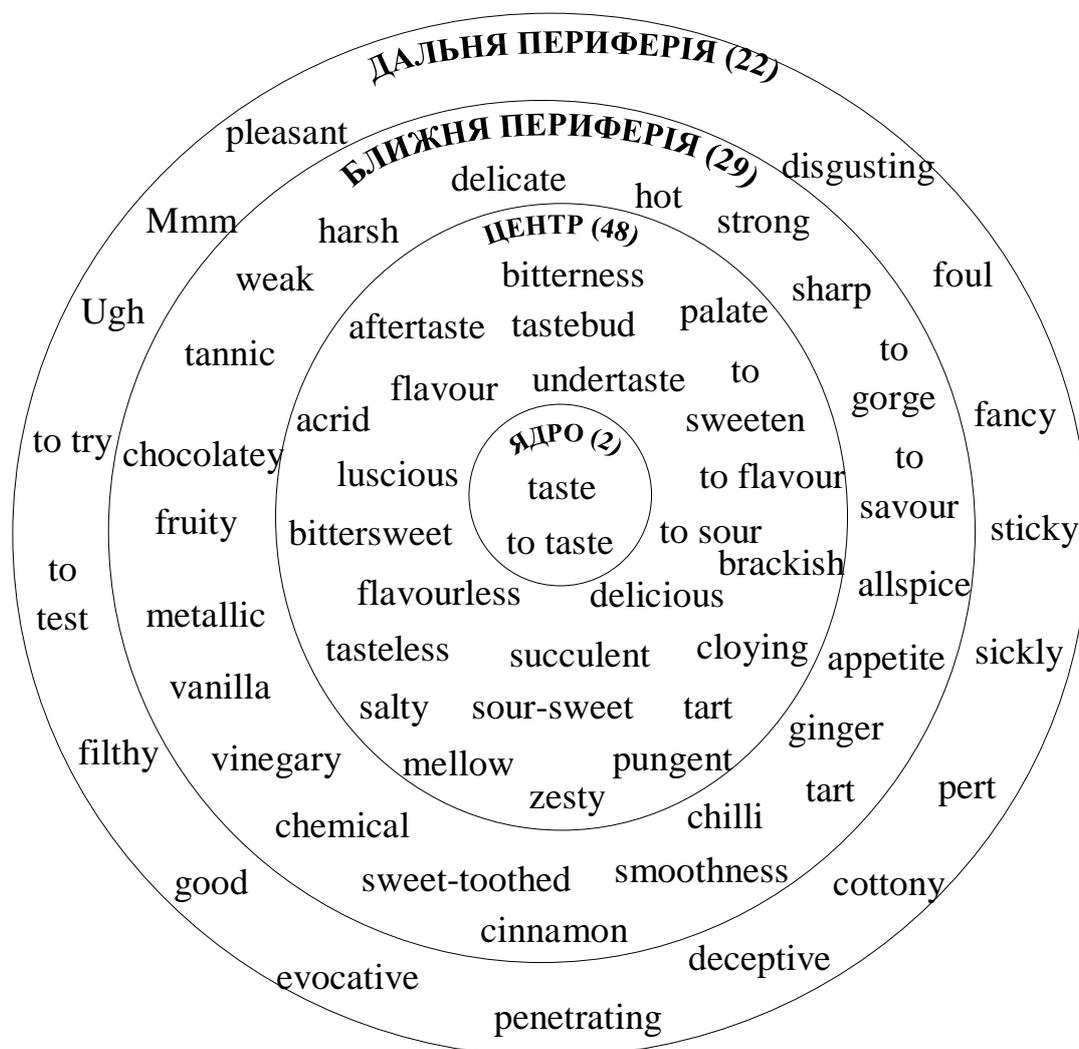 ДАЛЬНЯ ПЕРИФЕРІЯ (22)
pleasant
disgusting
Mmm
foul
Ugh
fancy
to try
sticky
to
test
sickly
filthy
pert
good
cottony
evocative
deceptive
penetrating
БЛИЖНЯ ПЕРИФЕРІЯ (29)
delicate
hot
harsh
strong
weak
sharp
tannic
to
gorge
chocolatey
to
savour
fruity
allspice
metallic
appetite
vanilla
ginger
vinegary
tart
chemical
chilli
sweet-toothed
smoothness
cinnamon
ЦЕНТР (48)
bitterness
aftertaste tastebud palate
flavour undertaste
to
sweeten
acrid
luscious
to flavour
bittersweet
to sour
brackish
flavourless delicious
tasteless succulent cloying
salty sour-sweet tart
mellow pungent
zesty
ЯДРО (2)
taste
to taste